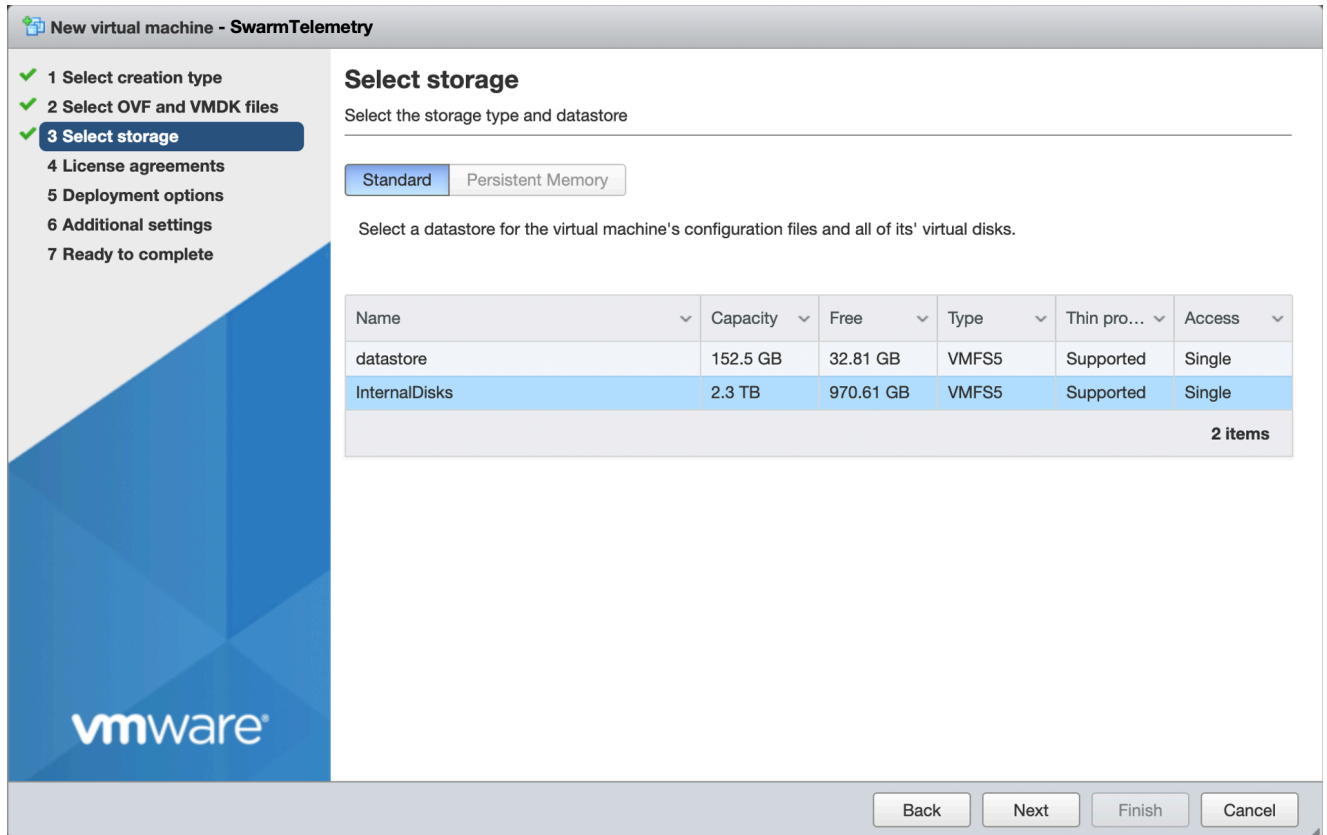 New virtual machine - SwarmTelemetry
1 Select creation type
2 Select OVF and VMDK files
3 Select storage
4 License agreements
5 Deployment options
6 Additional settings
7 Ready to complete
vmware®
Select storage
Select the storage type and datastore
Standard Persistent Memory
Select a datastore for the virtual machine's configuration files and all of its' virtual disks.
Name Capacity Free Type Thin pro... Access
datastore 152.5 GB 32.81 GB VMFS5 Supported Single
InternalDisks 2.3 TB 970.61 GB VMFS5 Supported Single
2 items
Back Next Finish Cancel